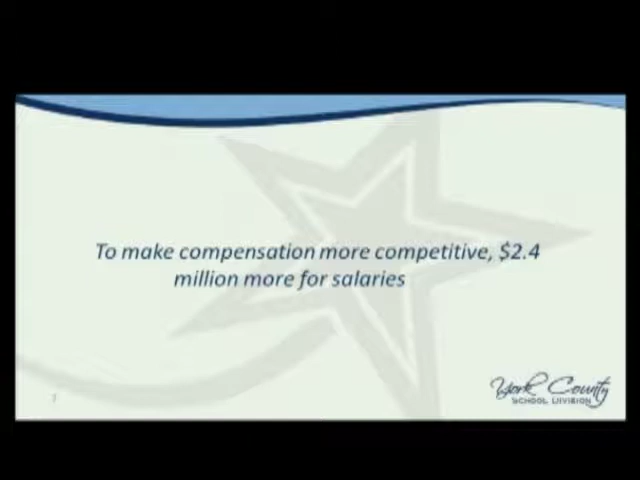 To make compensation more competitive, $2.4
million more for salaries
York County
SCHOOL DIVISION